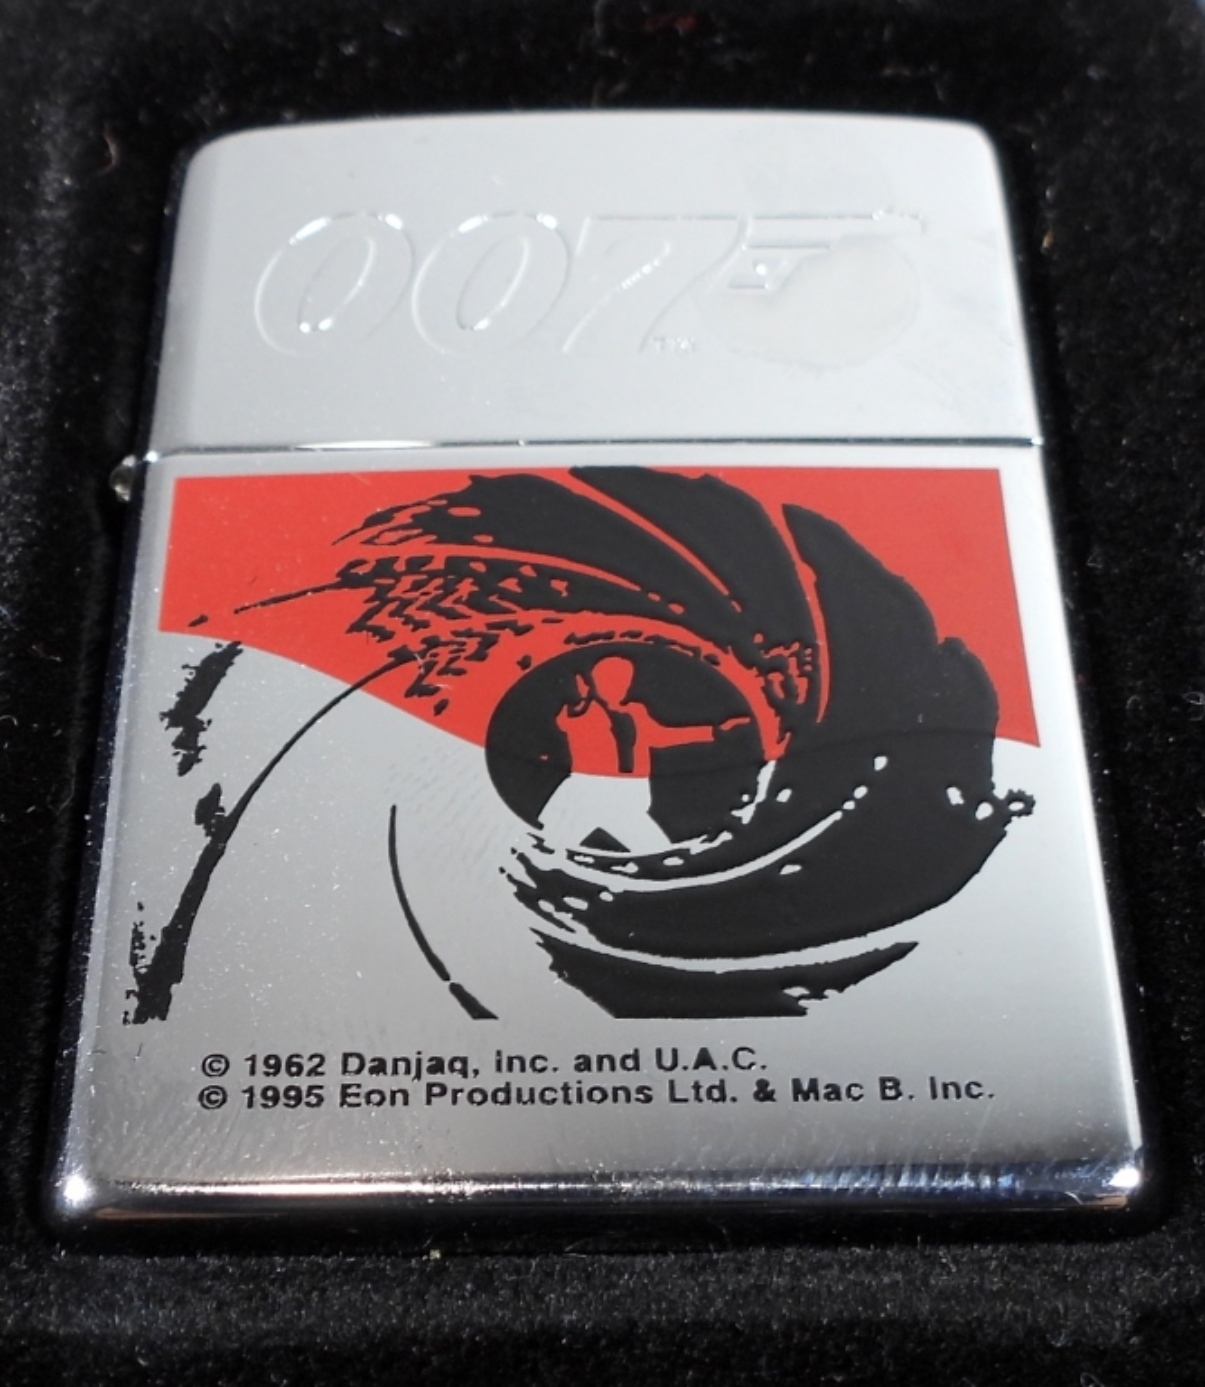 007
TM
© 1962 Danjaq, Inc. and U.A.C.
© 1995 Eon Productions Ltd. & Mac B. Inc.